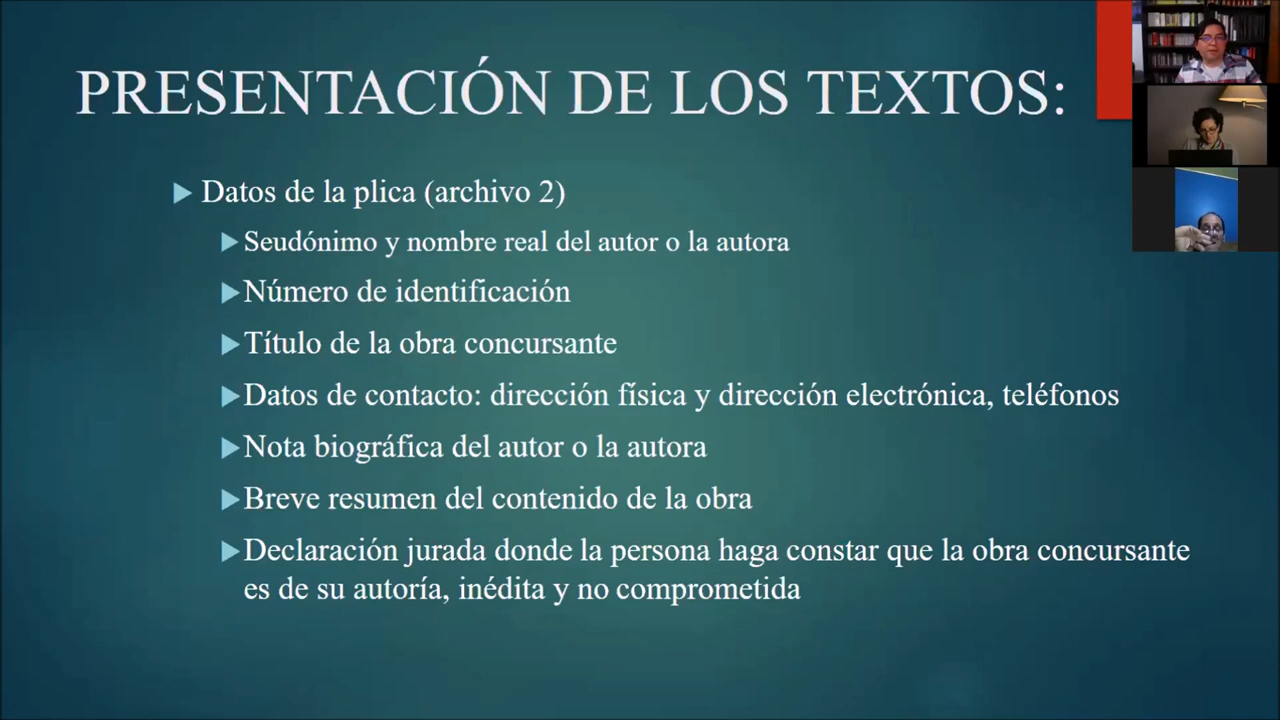 PRESENTACIÓN DE LOS TEXTOS:
Datos de la plica (archivo 2)
Seudónimo y nombre real del autor o la autora
Número de identificación
Título de la obra concursante
Datos de contacto: dirección física y dirección electrónica, teléfonos
Nota biográfica del autor o la autora
Breve resumen del contenido de la obra
Declaración jurada donde la persona haga constar que la obra concursante
es de su autoría, inédita y no comprometida